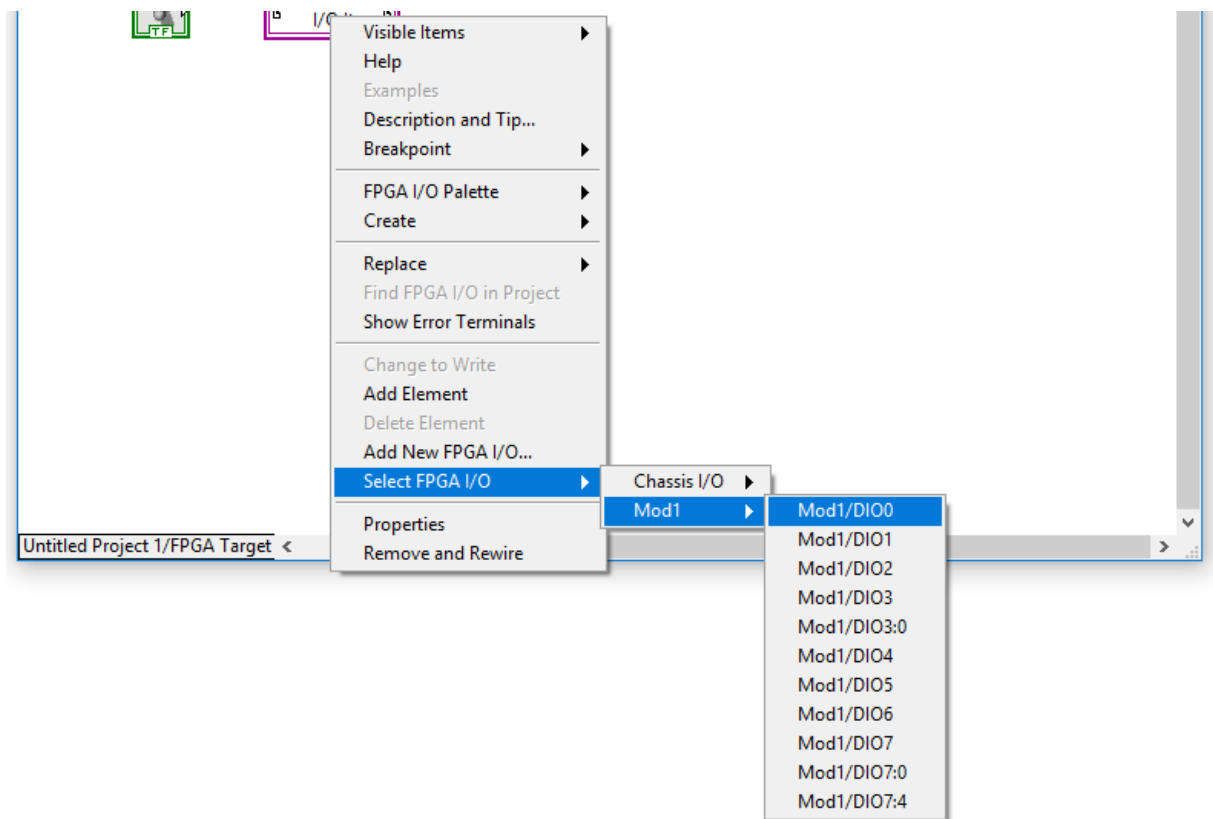 TF
I/O
Visible Items
Help
Examples
Description and Tip...
Breakpoint
FPGA I/O Palette
Create
Replace
Find FPGA I/O in Project
Show Error Terminals
Change to Write
Add Element
Delete Element
Add New FPGA I/O...
Select FPGA I/O
Properties
Remove and Rewire
Chassis I/O
Mod1
Mod1/DIO0
Mod1/DIO1
Mod1/DIO2
Mod1/DIO3
Mod1/DIO3:0
Mod1/DIO4
Mod1/DIO5
Mod1/DIO6
Mod1/DIO7
Mod1/DIO7:0
Mod1/DIO7:4
Untitled Project 1/FPGA Target